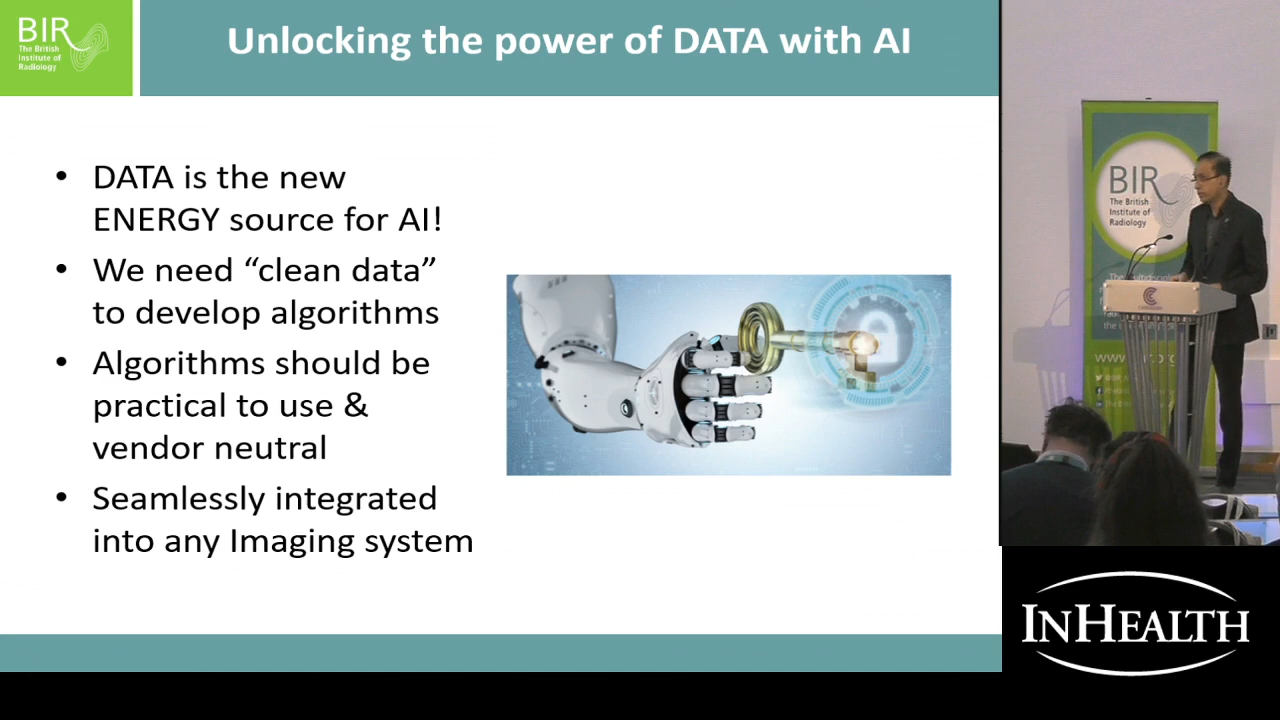 BIR
The British
Institute of
Radiology
Unlocking the power of DATA with AI
• DATA is the new
ENERGY source for AI!
• We need “clean data”
to develop algorithms
• Algorithms should be
practical to use &
vendor neutral
• Seamlessly integrated
into any Imaging system
BIR
The British
Institute of
Radiology
INHEALTH